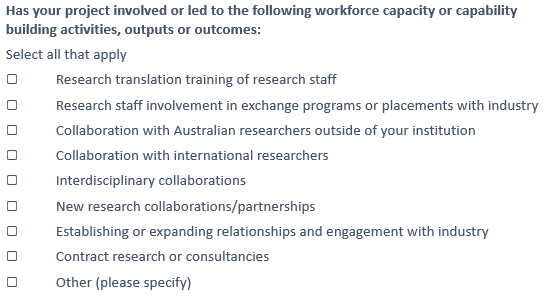 Has your project involved or led to the following workforce capacity or capability
building activities, outputs or outcomes:
Select all that apply
Research translation training of research staff
Research staff involvement in exchange programs or placements with industry
Collaboration with Australian researchers outside of your institution
Collaboration with international researchers
Interdisciplinary collaborations
New research collaborations/partnerships
Establishing or expanding relationships and engagement with industry
Contract research or consultancies
Other (please specify)